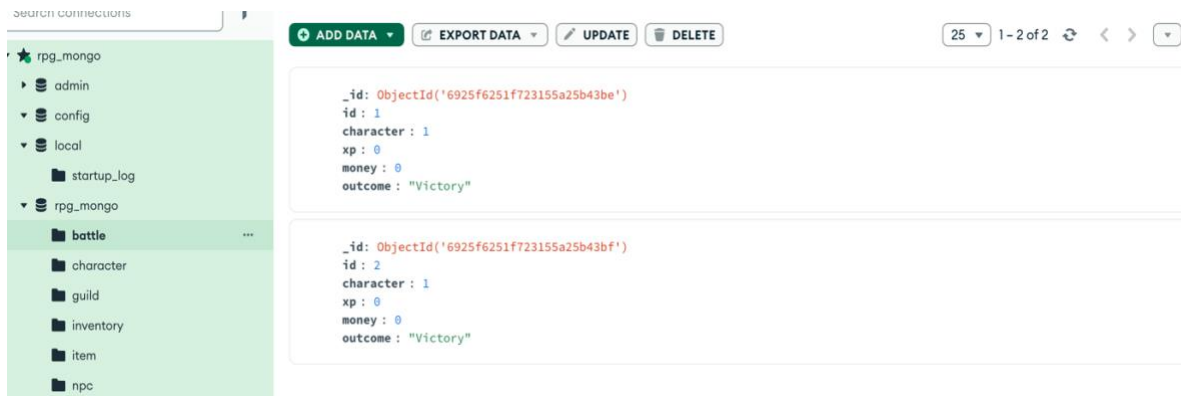 Search connections
rpg_mongo
admin
config
local
startup_log
rpg_mongo
battle
character
guild
inventory
item
npc
ADD DATA EXPORT DATA UPDATE DELETE 25 1 – 2 of 2
_id: ObjectId('6925f6251f723155a25b43be')
id : 1
character : 1
xp : 0
money : 0
outcome : "Victory"
_id: ObjectId('6925f6251f723155a25b43bf')
id : 2
character : 1
xp : 0
money : 0
outcome : "Victory"